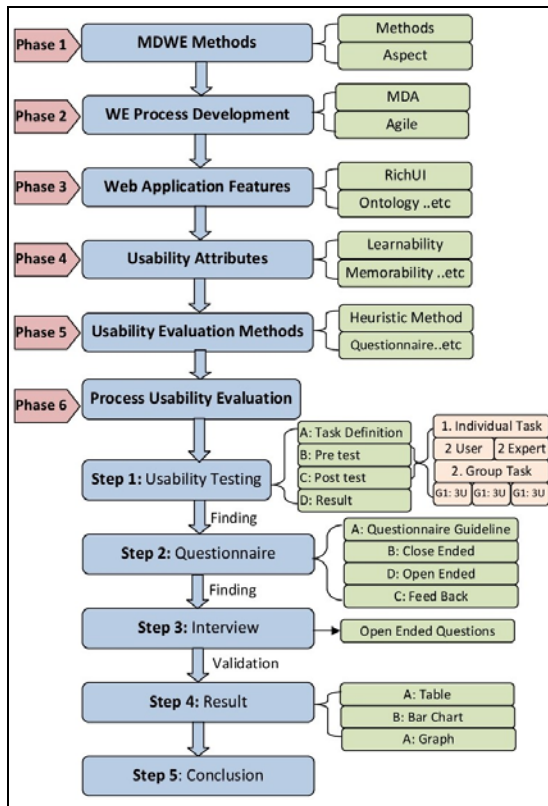 Phase 1
MDWE Methods
Methods
Aspect
Phase 2
WE Process Development
MDA
Agile
Phase 3
Web Application Features
RichUI
Ontology ..etc
Phase 4
Usability Attributes
Learnability
Memorability ..etc
Phase 5
Usability Evaluation Methods
Heuristic Method
Questionnaire..etc
Phase 6
Process Usability Evaluation
Step 1: Usability Testing
A: Task Definition
B: Pre test
C: Post test
D: Result
1. Individual Task
2 User
2 Expert
2. Group Task
G1: 3U
G1: 3U
G1: 3U
Finding
Step 2: Questionnaire
A: Questionnaire Guideline
B: Close Ended
D: Open Ended
C: Feed Back
Finding
Step 3: Interview
Open Ended Questions
Validation
Step 4: Result
A: Table
B: Bar Chart
A: Graph
Step 5: Conclusion